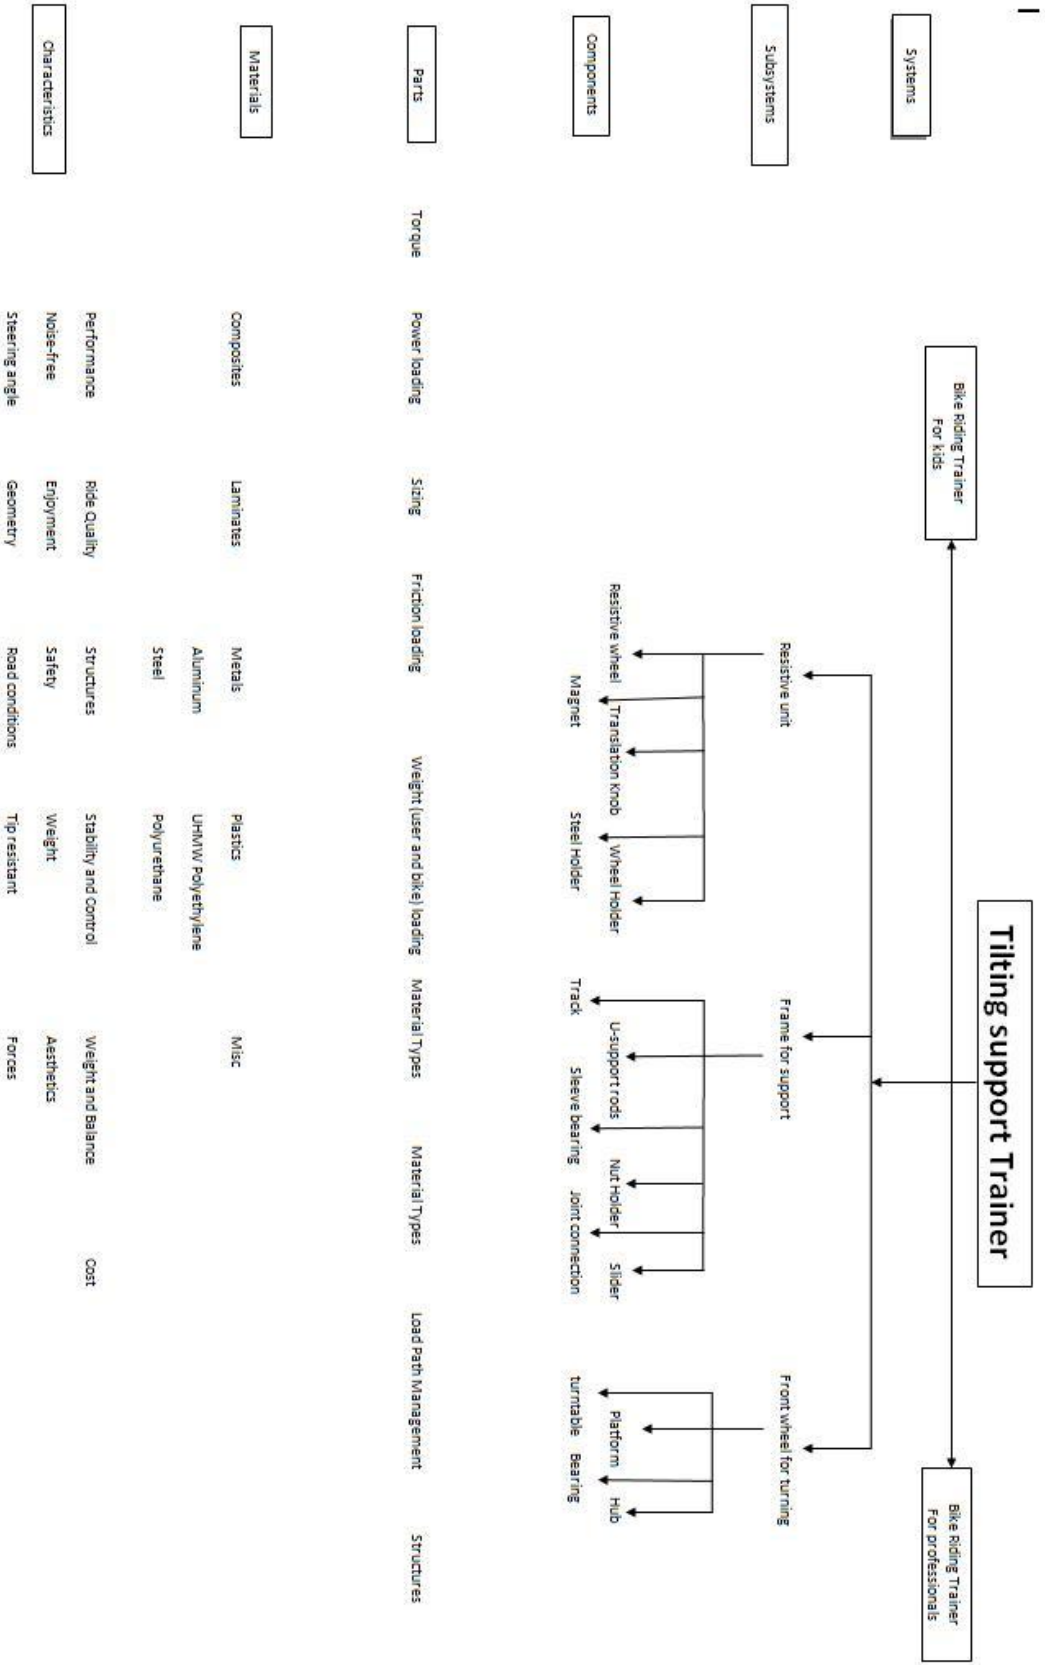 Tilting support Trainer
Systems
Bike Riding Trainer
For kids
Bike Riding Trainer
For professionals
Subsystems
Resistive unit
Frame for support
Front wheel for turning
Components
Resistive wheel
Translation Knob
Wheel Holder
U-support rods
Nut Holder
Slider
Platform
Hub
Magnet
Steel Holder
Track
Sleeve bearing
Joint connection
turntable
Bearing
Parts
Torque
Power loading
Sizing
Friction loading
Weight (user and bike) loading
Material Types
Material Types
Load Path Management
Structures
Materials
Composites
Laminates
Metals
Plastics
Misc
Aluminum
UHMW Polyethylene
Steel
Polyurethane
Characteristics
Performance
Ride Quality
Structures
Stability and Control
Weight and Balance
Cost
Noise-free
Enjoyment
Safety
Weight
Aesthetics
Steering angle
Geometry
Road conditions
Tip resistant
Forces